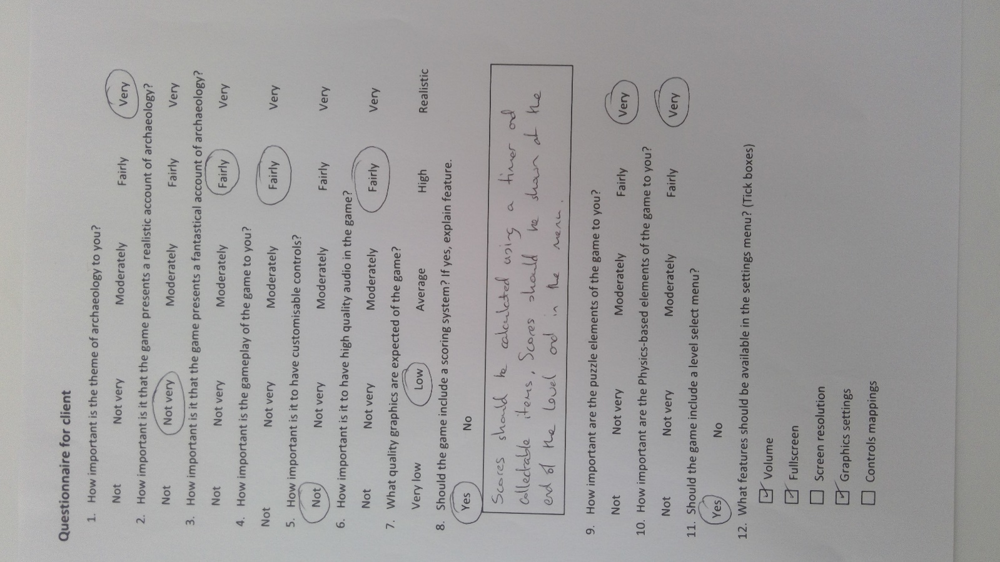 Questionnaire for client
1. How important is the theme of archaeology to you?
Not Not very Moderately Fairly Very
2. How important is it that the game presents a realistic account of archaeology?
Not Not very Moderately Fairly Very
3. How important is it that the game presents a fantastical account of archaeology?
Not Not very Moderately Fairly Very
4. How important is the gameplay of the game to you?
Not Not very Moderately Fairly Very
5. How important is it to have customisable controls?
Not Not very Moderately Fairly Very
6. How important is it to have high quality audio in the game?
Not Not very Moderately Fairly Very
7. What quality graphics are expected of the game?
Very low Low Average High Realistic
8. Should the game include a scoring system? If yes, explain feature.
Yes No
Scores should be calculated using a timer and
collectable items, Scores should be shown at the
end of the level and in the menu.
9. How important are the puzzle elements of the game to you?
Not Not very Moderately Fairly Very
10. How important are the Physics-based elements of the game to you?
Not Not very Moderately Fairly Very
11. Should the game include a level select menu?
Yes No
12. What features should be available in the settings menu? (Tick boxes)
Volume
Fullscreen
Screen resolution
Graphics settings
Controls mappings